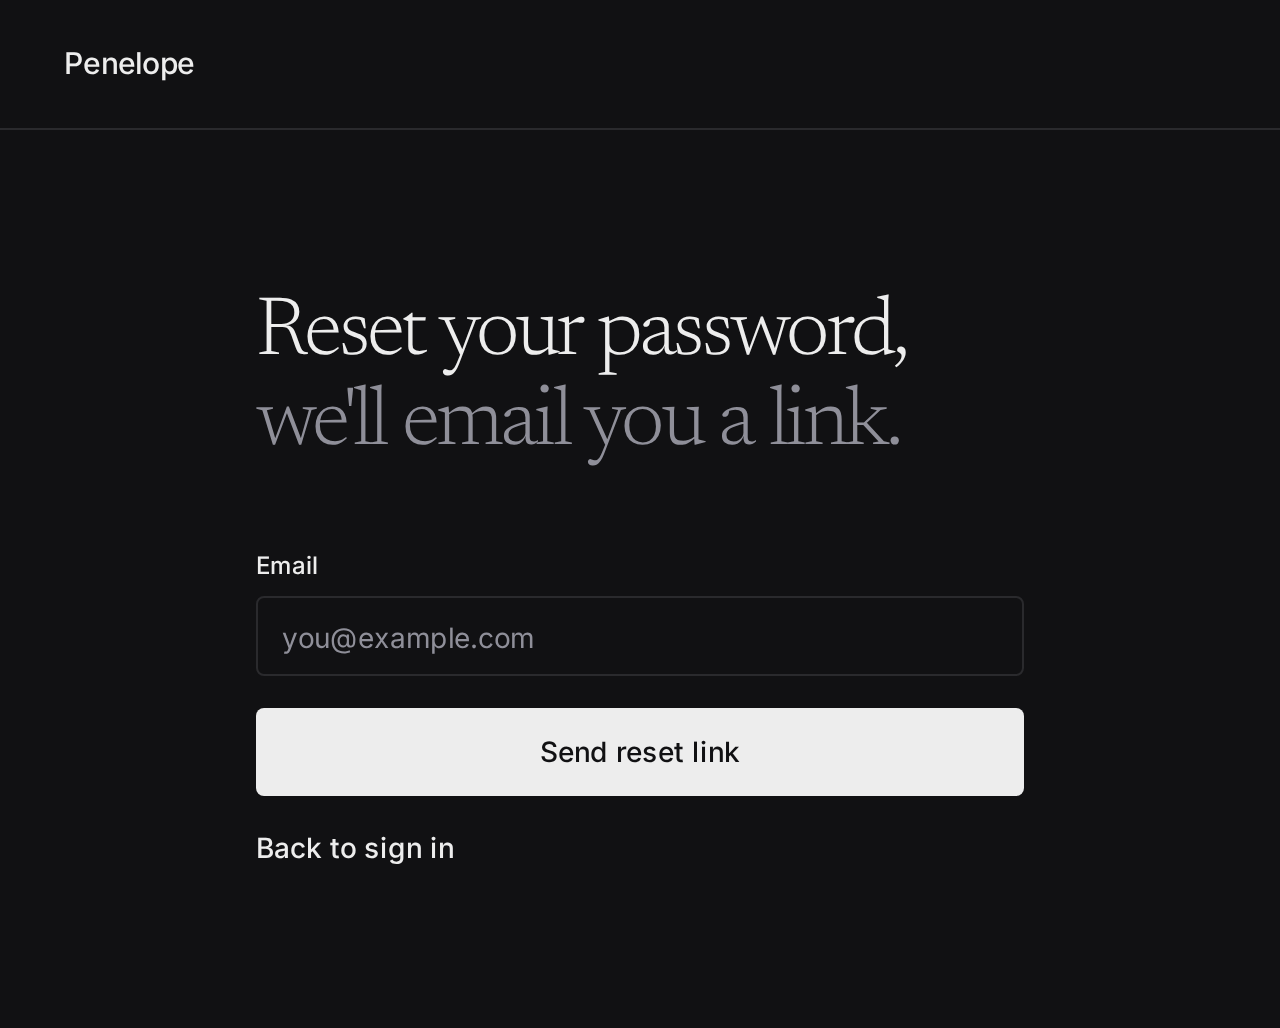 Penelope
Reset your password,
we'll email you a link.
Email
you@example.com
Send reset link
Back to sign in